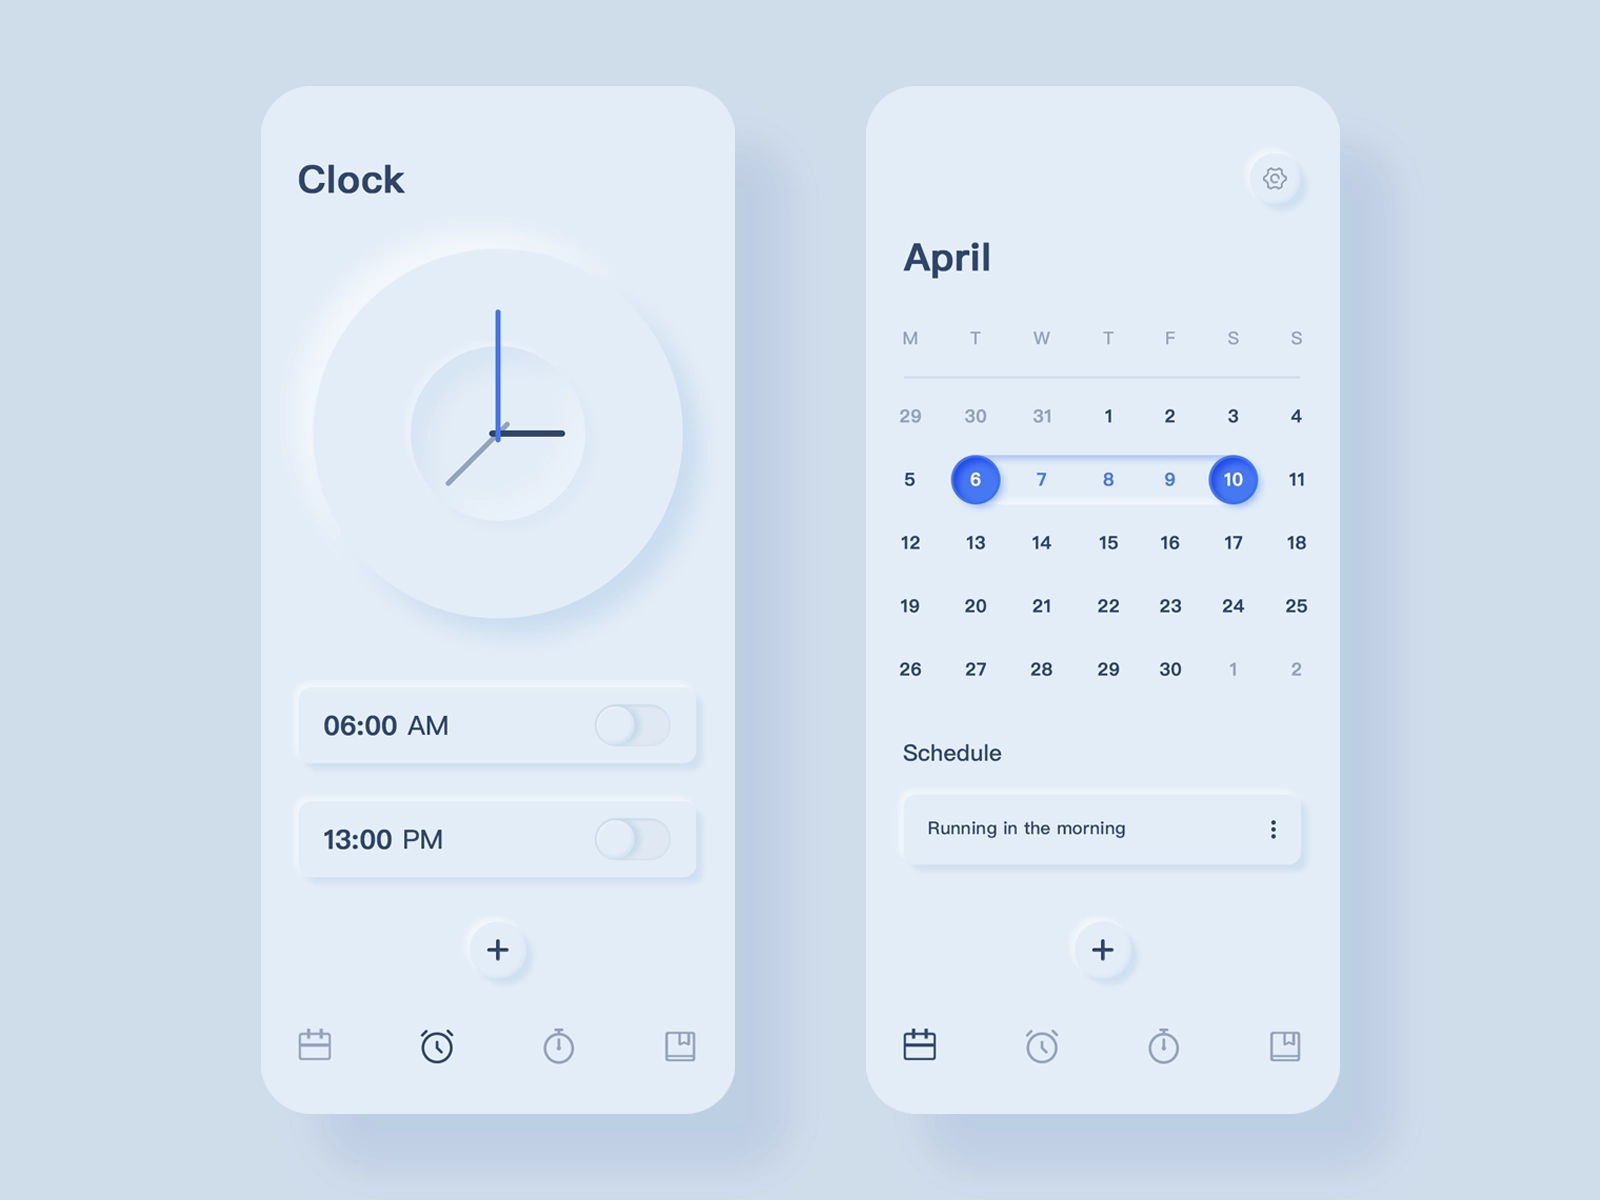 Clock
06:00 AM
13:00 PM
April
M T W T F S S
29 30 31 1 2 3 4
5 6 7 8 9 10 11
12 13 14 15 16 17 18
19 20 21 22 23 24 25
26 27 28 29 30 1 2
Schedule
Running in the morning